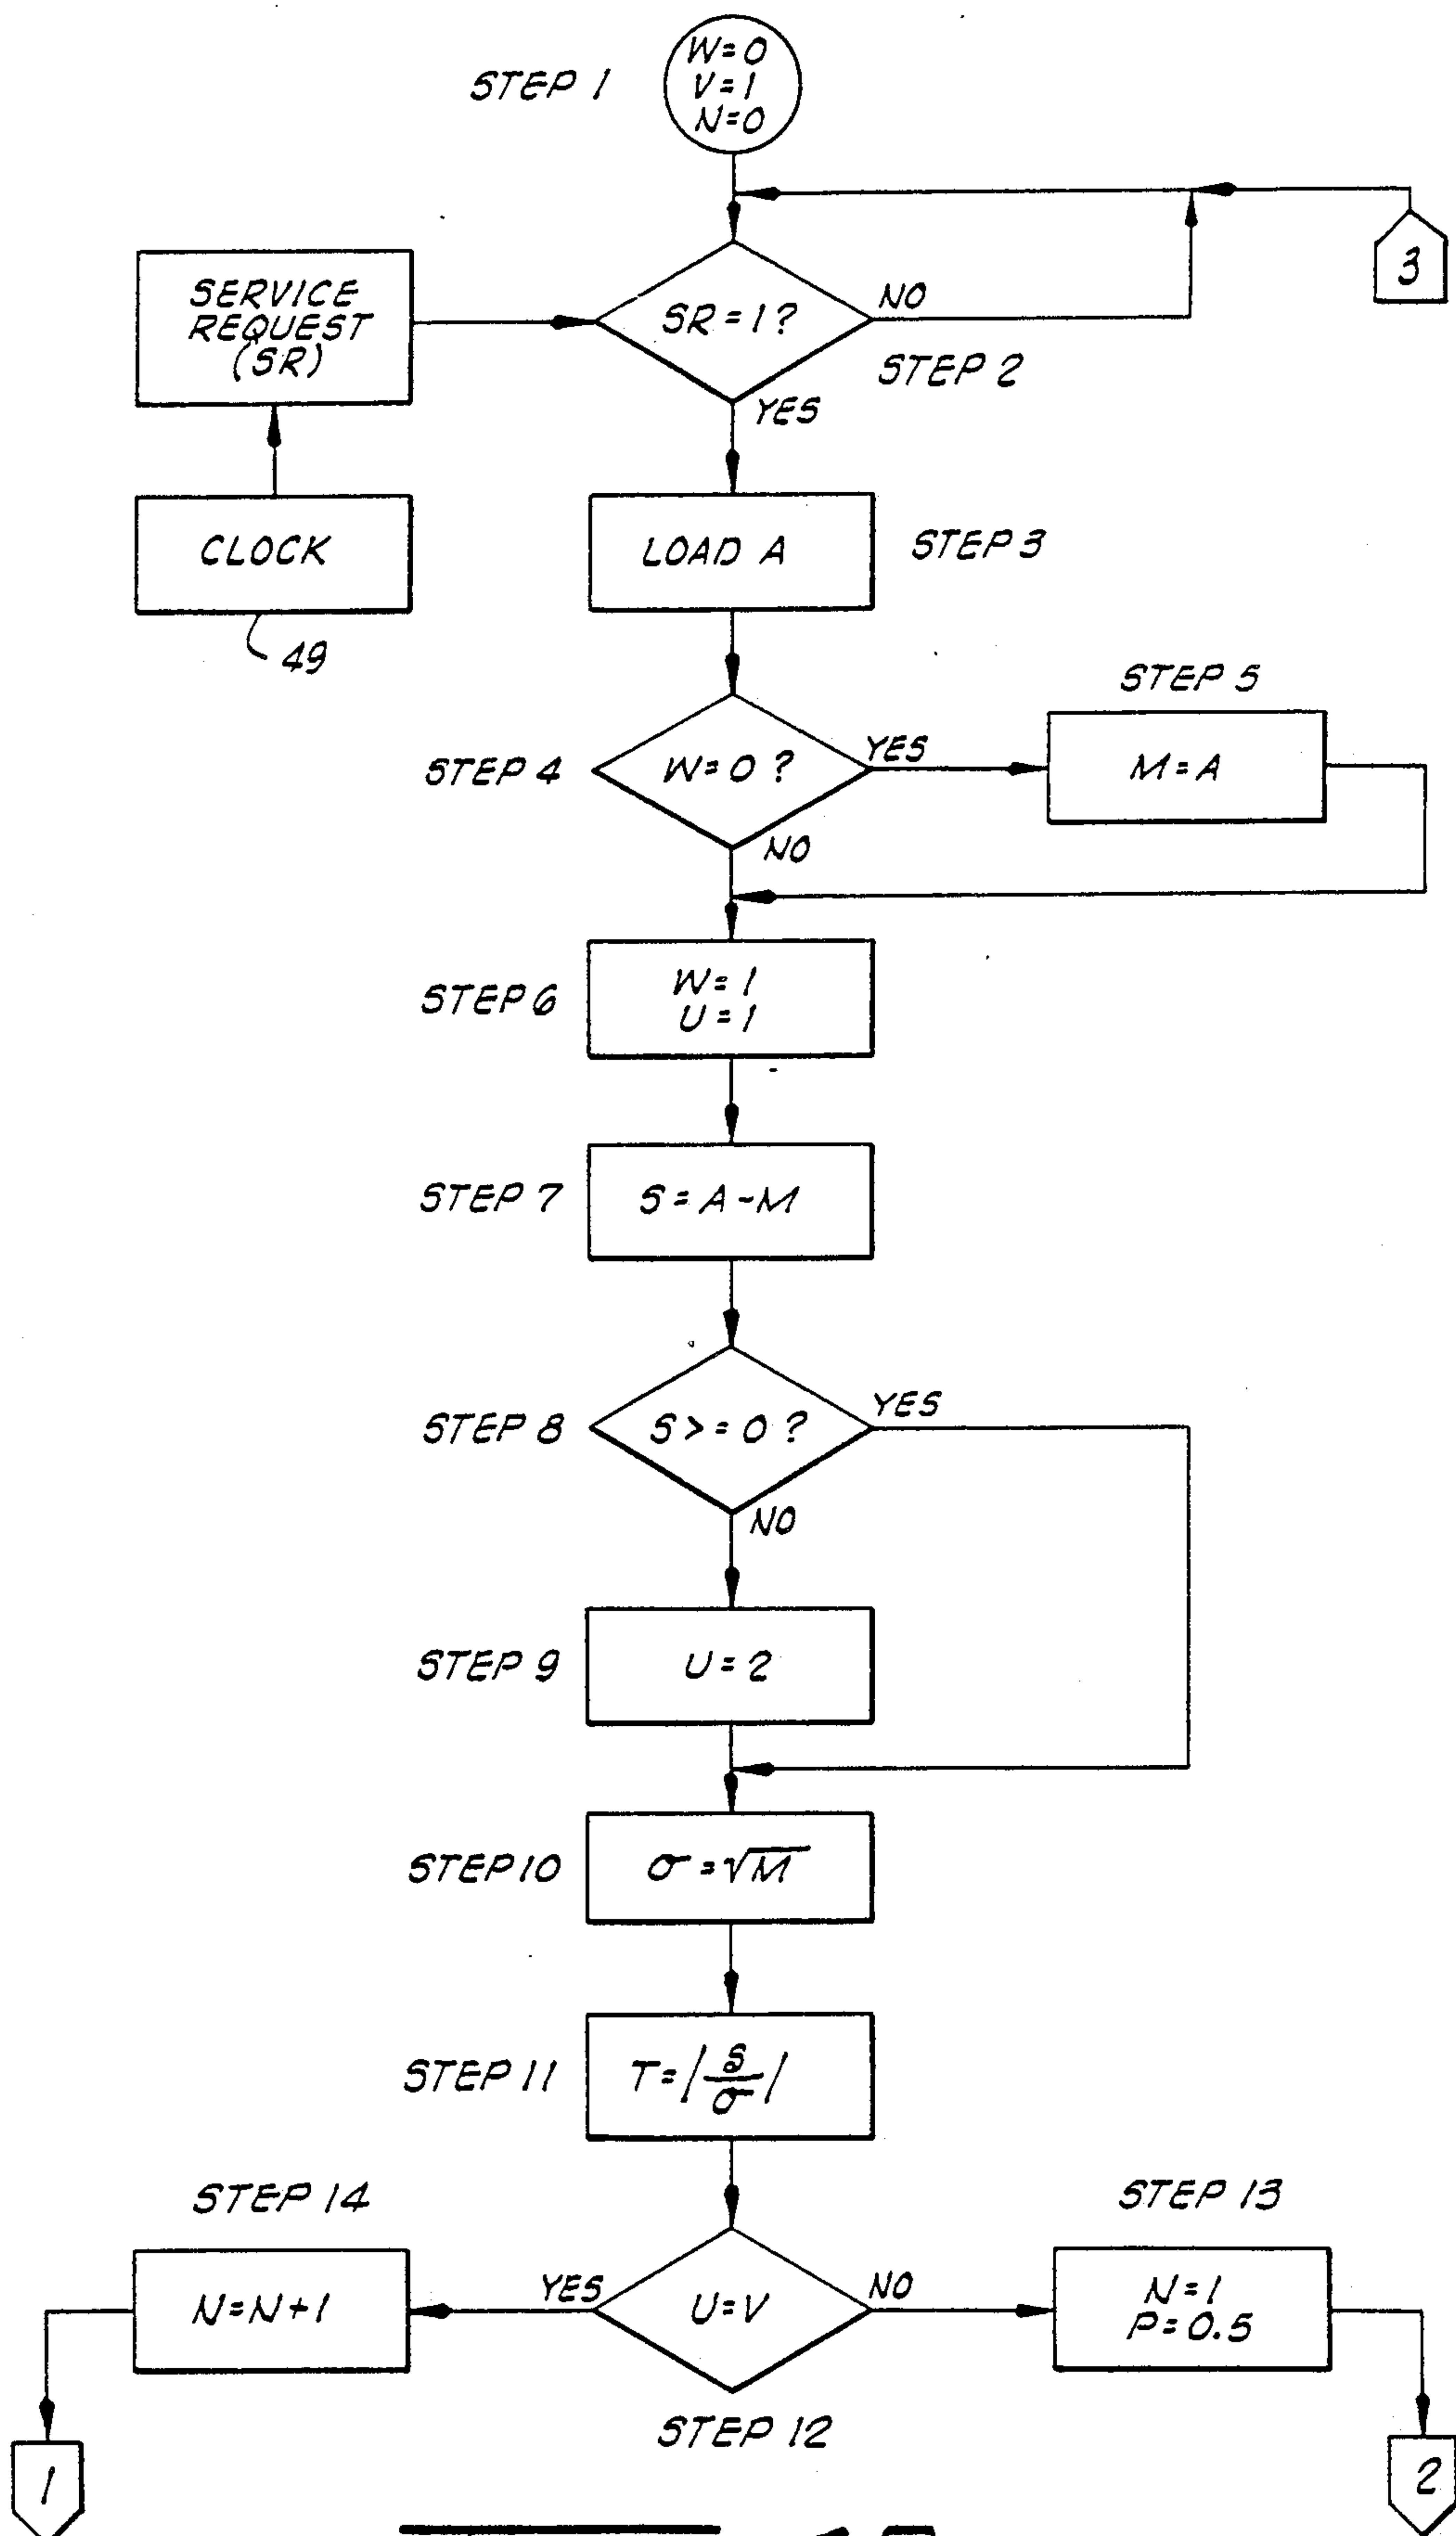 STEP 1
W=0
V=1
N=0
3
SERVICE
REQUEST
(SR)
SR=1?
NO
STEP 2
YES
CLOCK
49
LOAD A
STEP 3
STEP 4
W=0?
YES
STEP 5
M=A
NO
STEP 6
W=1
U=1
STEP 7
S=A-M
STEP 8
S>=0?
YES
NO
STEP 9
U=2
STEP 10
σ=√M
STEP 11
T=|S/σ|
STEP 14
STEP 13
N=N+1
YES
U=V
NO
N=1
P=0.5
STEP 12
1
2